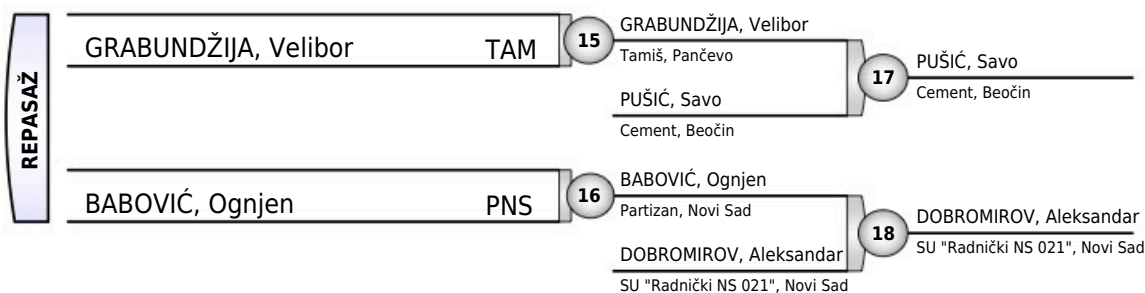 REPASAŽ
GRABUNDŽIJA, Velibor TAM
15
GRABUNDŽIJA, Velibor
Tamiš, Pančevo
PUŠIĆ, Savo
Cement, Beočin
17
PUŠIĆ, Savo
Cement, Beočin
BABOVIĆ, Ognjen PNS
16
BABOVIĆ, Ognjen
Partizan, Novi Sad
DOBROMIROV, Aleksandar
SU "Radnički NS 021", Novi Sad
18
DOBROMIROV, Aleksandar
SU "Radnički NS 021", Novi Sad